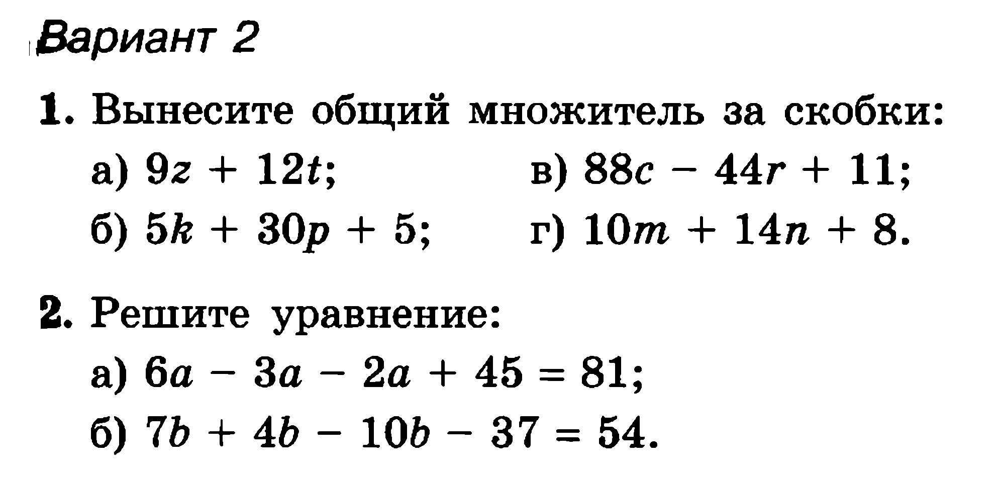 Вариант 2
1. Вынесите общий множитель за скобки:
а) 9z + 12t; в) 88c − 44r + 11;
б) 5k + 30p + 5; г) 10m + 14n + 8.
2. Решите уравнение:
а) 6a − 3a − 2a + 45 = 81;
б) 7b + 4b − 10b − 37 = 54.